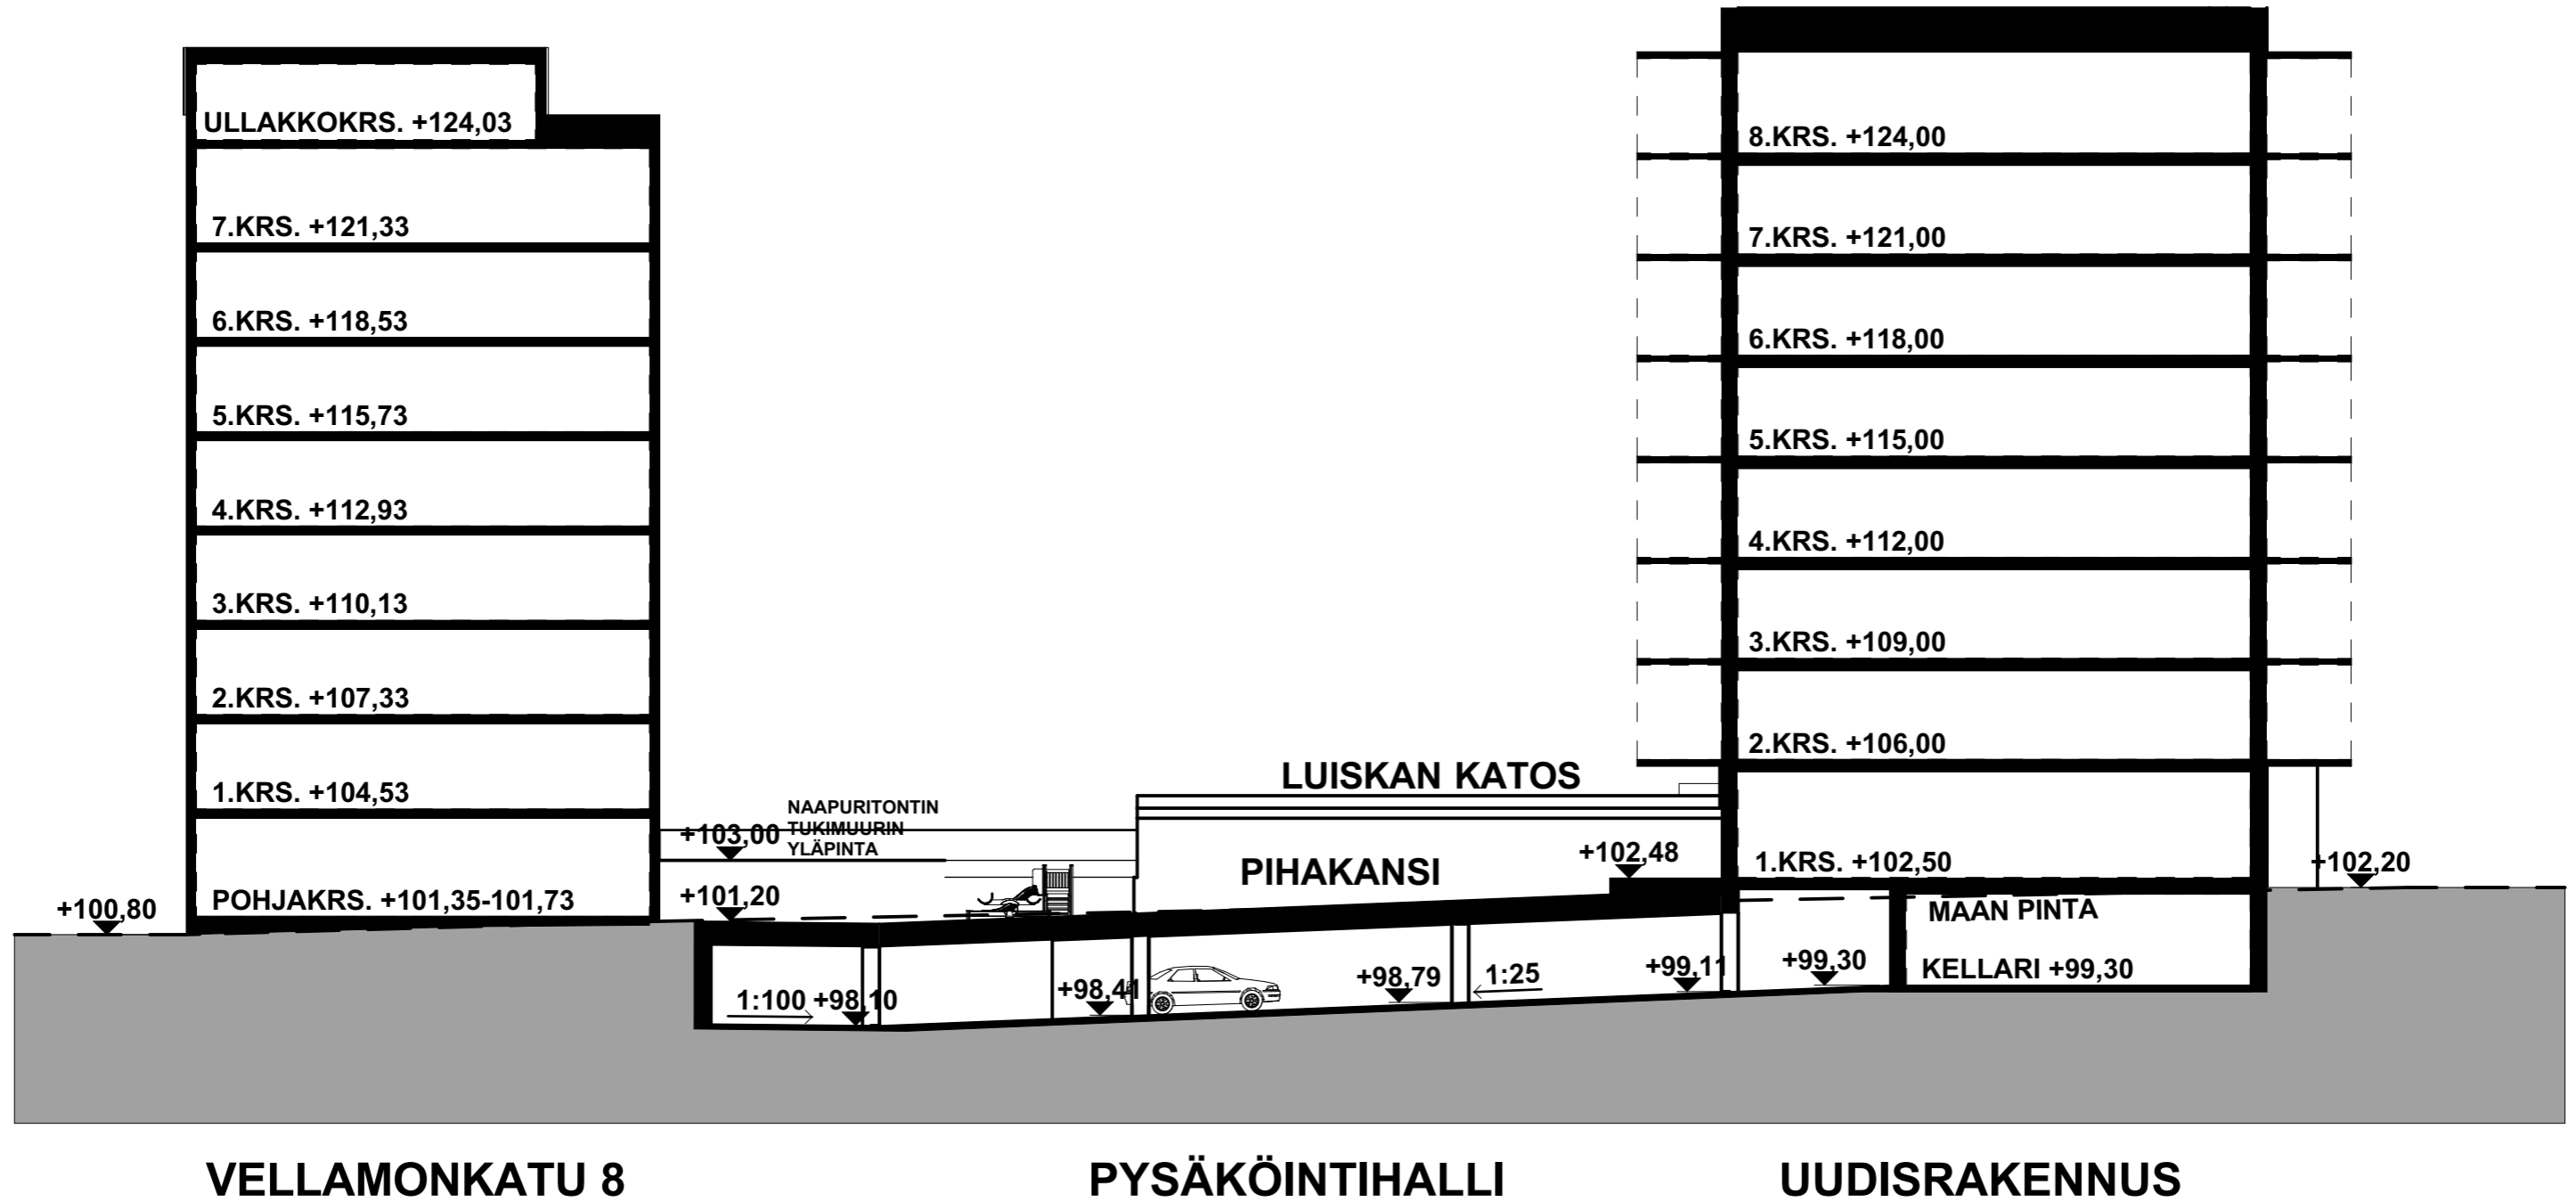 ULLAKKOKRS. +124,03
7.KRS. +121,33
6.KRS. +118,53
5.KRS. +115,73
4.KRS. +112,93
3.KRS. +110,13
2.KRS. +107,33
1.KRS. +104,53
POHJAKRS. +101,35-101,73
+100,80
NAAPURITONTIN
+103,00 TUKIMUURIN
YLÄPINTA
+101,20
LUISKAN KATOS
PIHAKANSI
+102,48
1:100 +98,10
+98,41
+98,79
1:25
+99,11
+99,30
8.KRS. +124,00
7.KRS. +121,00
6.KRS. +118,00
5.KRS. +115,00
4.KRS. +112,00
3.KRS. +109,00
2.KRS. +106,00
1.KRS. +102,50
+102,20
MAAN PINTA
KELLARI +99,30
VELLAMONKATU 8
PYSÄKÖINTIHALLI
UUDISRAKENNUS